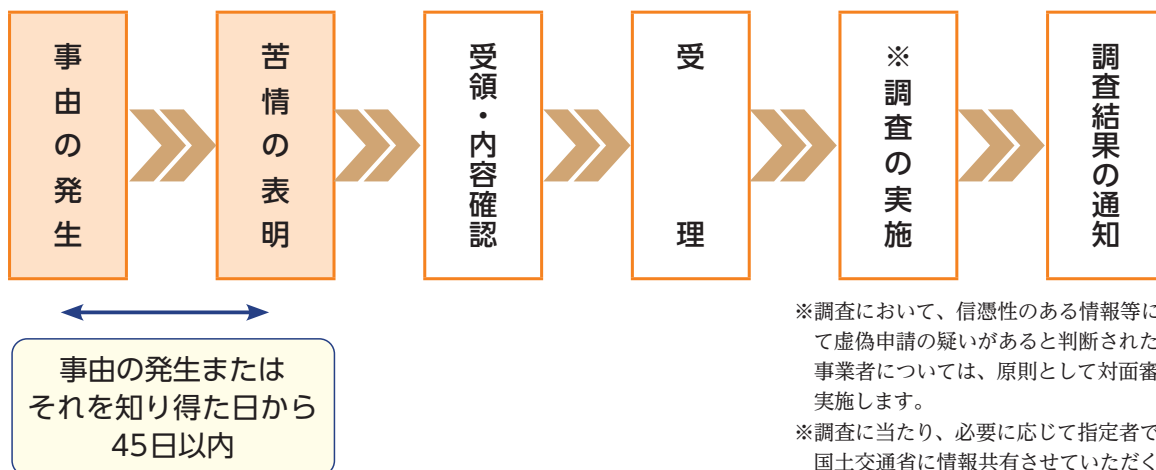 事由の発生
苦情の表明
受領・内容確認
受理
※調査の実施
調査結果の通知
事由の発生または
それを知り得た日から
45日以内
※調査において、信憑性のある情報等に
て虚偽申請の疑いがあると判断された
事業者については、原則として対面審
実施します。
※調査に当たり、必要に応じて指定者で
国土交通省に情報共有させていただく